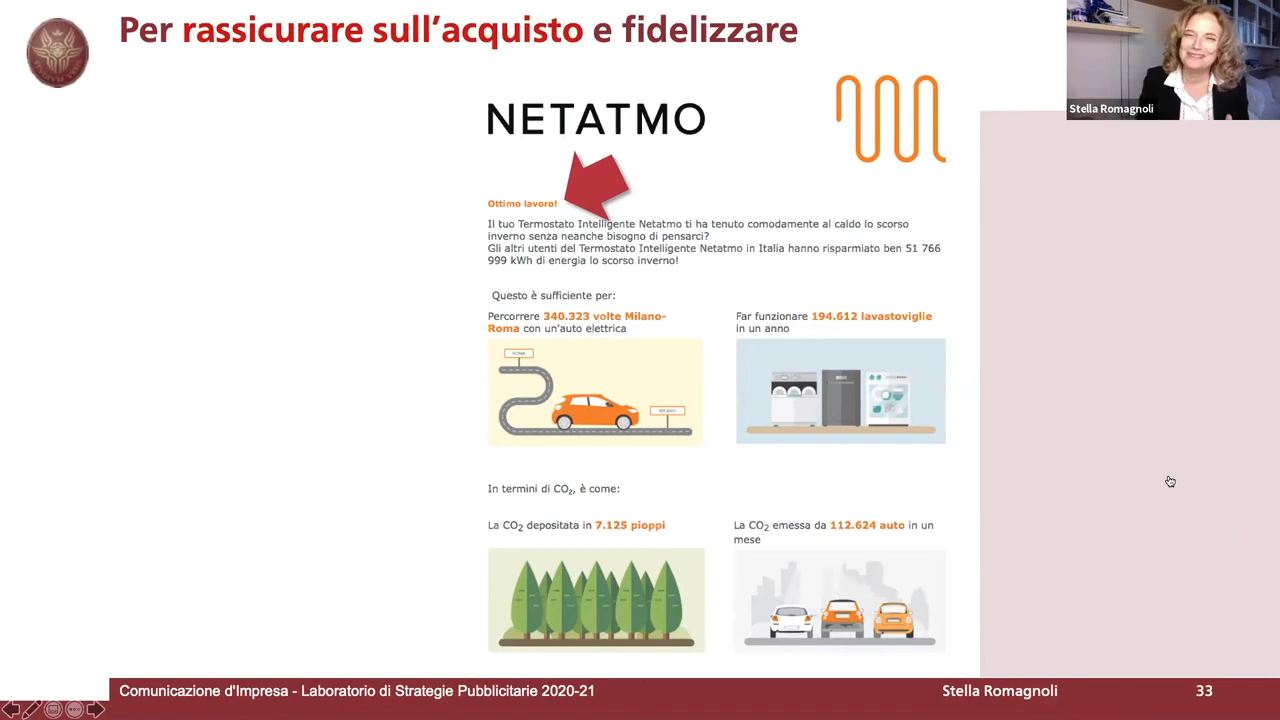 Per rassicurare sull'acquisto e fidelizzare
Stella Romagnoli
NETATMO
Ottimo lavoro!
Il tuo Termostato Intelligente Netatmo ti ha tenuto comodamente al caldo lo scorso
inverno senza neanche bisogno di pensarci?
Gli altri utenti del Termostato Intelligente Netatmo in Italia hanno risparmiato ben 51 766
999 kWh di energia lo scorso inverno!
Questo è sufficiente per:
Percorrere 340.323 volte Milano-
Roma con un'auto elettrica
Far funzionare 194.612 lavastoviglie
in un anno
ROMA
MILANO
In termini di CO₂, è come:
La CO₂ depositata in 7.125 pioppi
La CO₂ emessa da 112.624 auto in un
mese
Comunicazione d'Impresa - Laboratorio di Strategie Pubblicitarie 2020-21
Stella Romagnoli
33